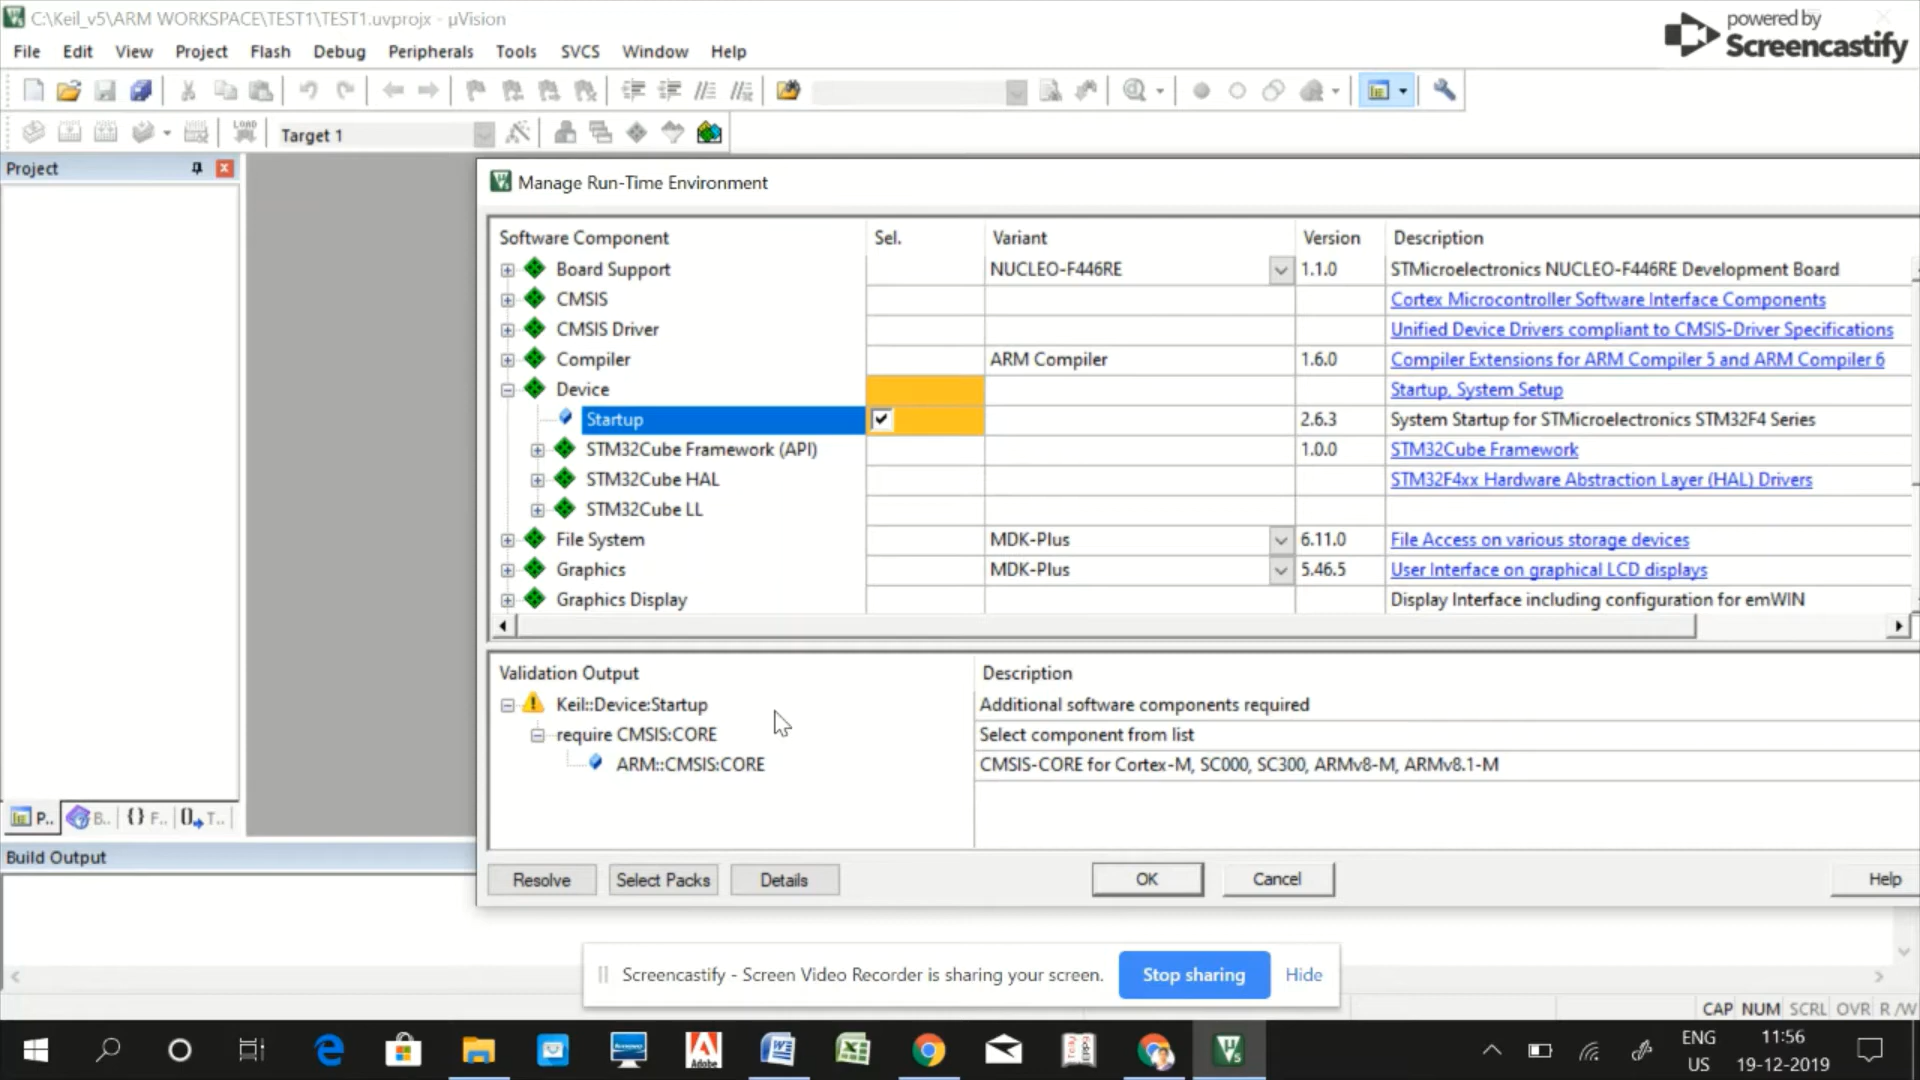 C:\Keil_v5\ARM WORKSPACE\TEST1\TEST1.uvprojx - µVision
powered by
Screencastify
File Edit View Project Flash Debug Peripherals Tools SVCS Window Help
LOAD
Target 1
Project
Manage Run-Time Environment
Software Component Sel. Variant Version Description
Board Support NUCLEO-F446RE 1.1.0 STMicroelectronics NUCLEO-F446RE Development Board
CMSIS Cortex Microcontroller Software Interface Components
CMSIS Driver Unified Device Drivers compliant to CMSIS-Driver Specifications
Compiler ARM Compiler 1.6.0 Compiler Extensions for ARM Compiler 5 and ARM Compiler 6
Device Startup, System Setup
Startup 2.6.3 System Startup for STMicroelectronics STM32F4 Series
STM32Cube Framework (API) 1.0.0 STM32Cube Framework
STM32Cube HAL STM32F4xx Hardware Abstraction Layer (HAL) Drivers
STM32Cube LL
File System MDK-Plus 6.11.0 File Access on various storage devices
Graphics MDK-Plus 5.46.5 User Interface on graphical LCD displays
Graphics Display Display Interface including configuration for emWIN
Validation Output Description
Keil::Device:Startup Additional software components required
require CMSIS:CORE Select component from list
ARM::CMSIS:CORE CMSIS-CORE for Cortex-M, SC000, SC300, ARMv8-M, ARMv8.1-M
P.. B.. {} F.. T..
Build Output
Resolve Select Packs Details OK Cancel Help
Screencastify - Screen Video Recorder is sharing your screen. Stop sharing Hide
CAP NUM SCRL OVR R/W
Adobe
ENG
US
11:56
19-12-2019